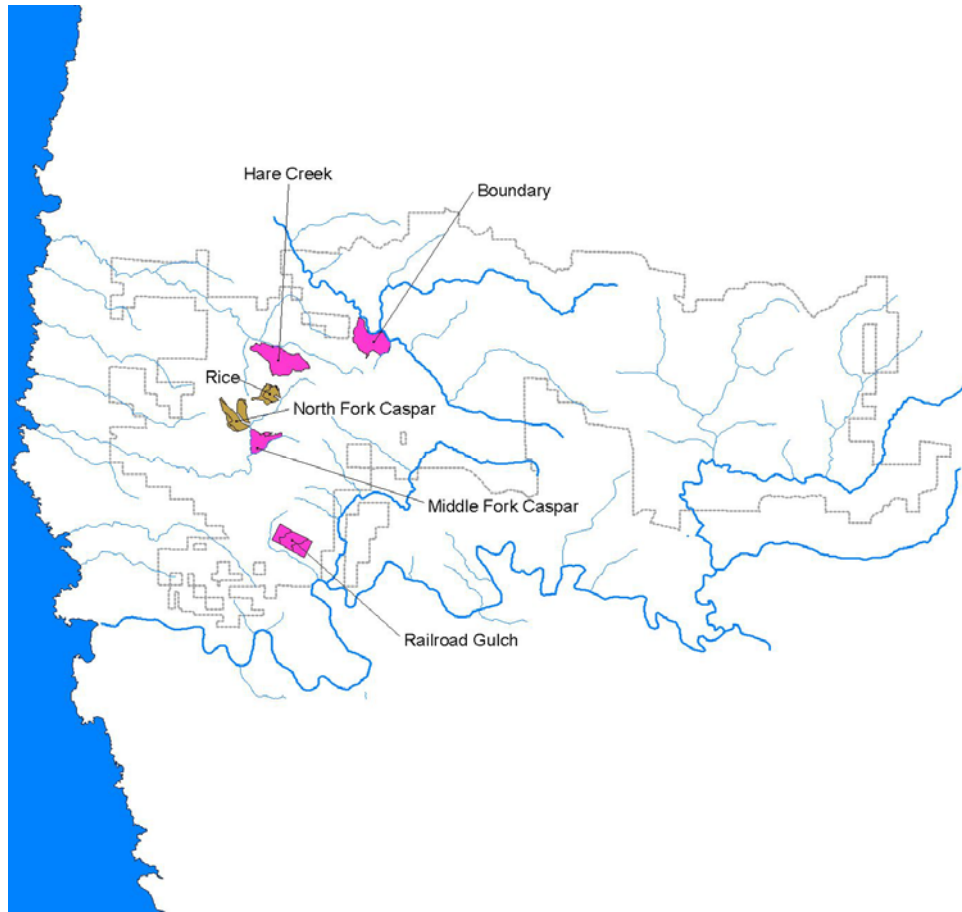 Hare Creek
Boundary
Rice
North Fork Caspar
Middle Fork Caspar
Railroad Gulch